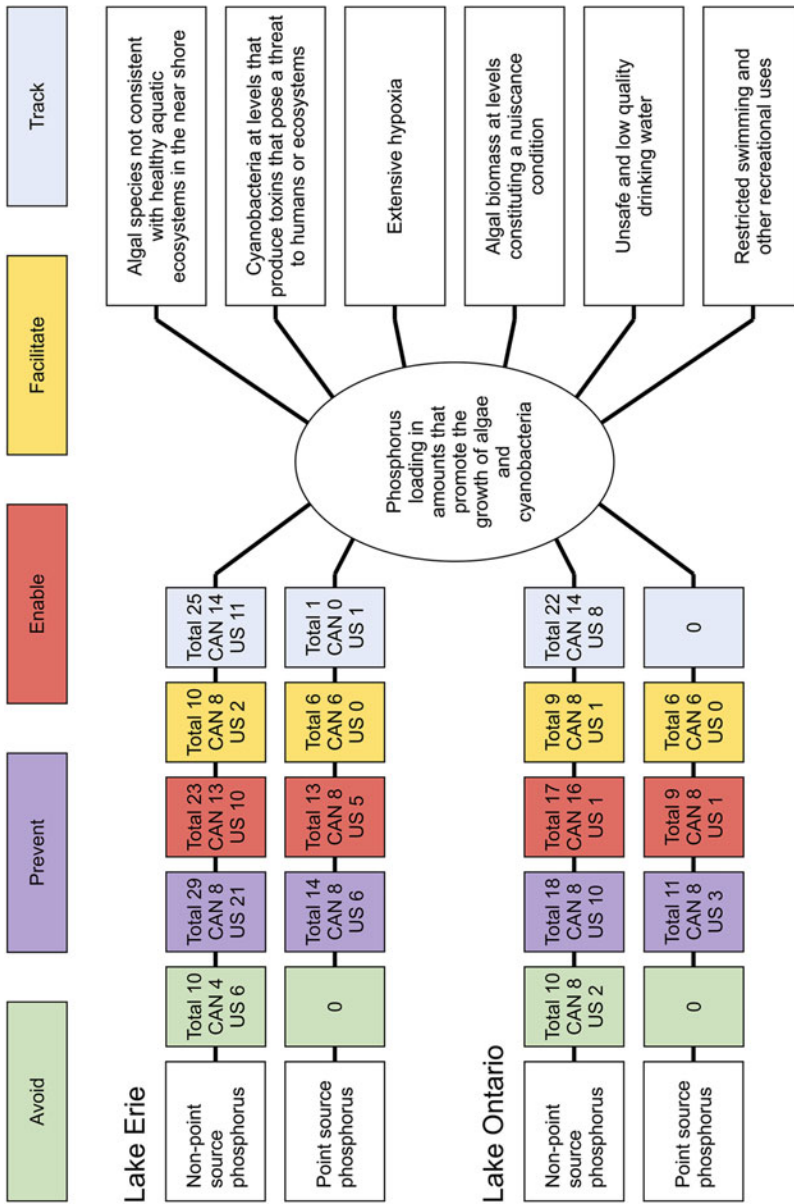 Avoid
Prevent
Enable
Facilitate
Track
Lake Erie
Non-point
source
phosphorus
Total 10
CAN 4
US 6
Total 29
CAN 8
US 21
Total 23
CAN 13
US 10
Total 10
CAN 8
US 2
Total 25
CAN 14
US 11
Point source
phosphorus
0
Total 14
CAN 8
US 6
Total 13
CAN 8
US 5
Total 6
CAN 6
US 0
Total 1
CAN 0
US 1
Lake Ontario
Non-point
source
phosphorus
Total 10
CAN 8
US 2
Total 18
CAN 8
US 10
Total 17
CAN 16
US 1
Total 9
CAN 8
US 1
Total 22
CAN 14
US 8
Point source
phosphorus
0
Total 11
CAN 8
US 3
Total 9
CAN 8
US 1
Total 6
CAN 6
US 0
0
Phosphorus
loading in
amounts that
promote the
growth of algae
and
cyanobacteria
Algal species not consistent
with healthy aquatic
ecosystems in the near shore
Cyanobacteria at levels that
produce toxins that pose a threat
to humans or ecosystems
Extensive hypoxia
Algal biomass at levels
constituting a nuiscance
condition
Unsafe and low quality
drinking water
Restricted swimming and
other recreational uses